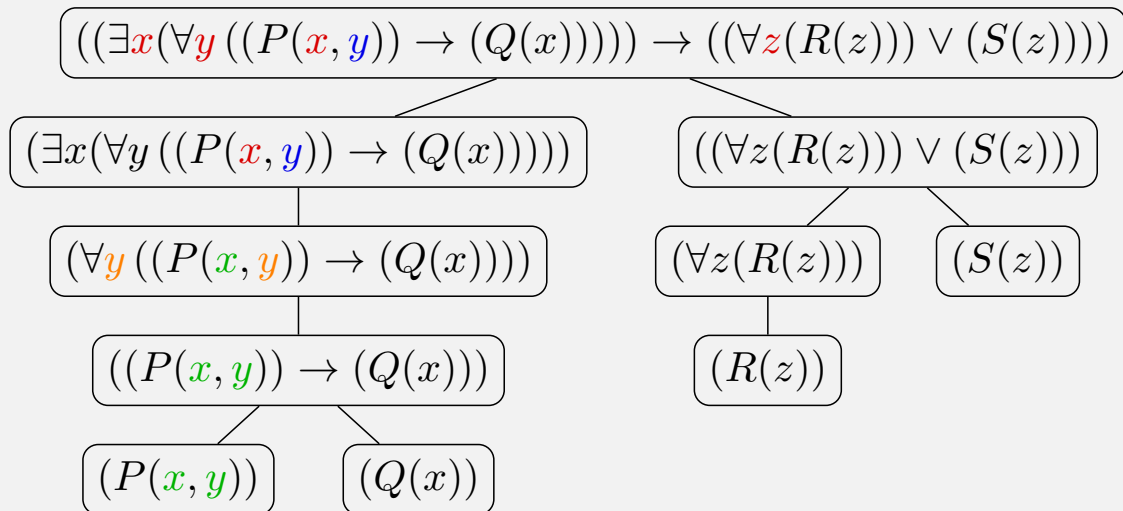 ((∃x(∀y ((P(x, y)) → (Q(x))))) → ((∀z(R(z))) ∨ (S(z))))
(∃x(∀y ((P(x, y)) → (Q(x)))))
((∀z(R(z))) ∨ (S(z)))
(∀y ((P(x, y)) → (Q(x))))
(∀z(R(z)))
(S(z))
((P(x, y)) → (Q(x)))
(R(z))
(P(x, y))
(Q(x))